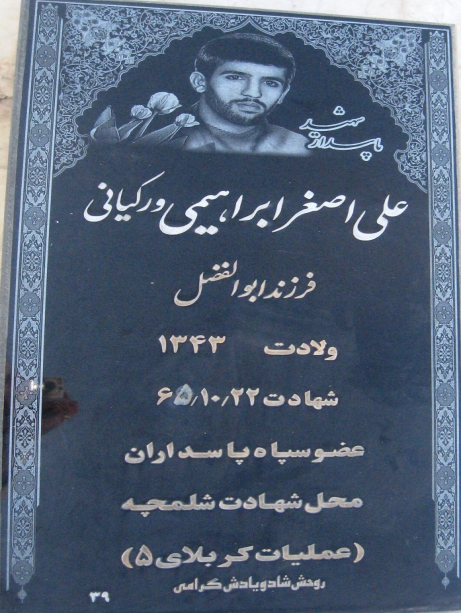 شهید
پاسدار
علی اصغر ابراهیمی ورکیانی
فرزند ابوالفضل
ولادت ۱۳۴۳
شهادت ۶۵٫۱۰٫۲۲
عضو سپاه پاسداران
محل شهادت شلمچه
(عملیات کربلای ۵)
روحش شاد و یادش گرامی
۳۹